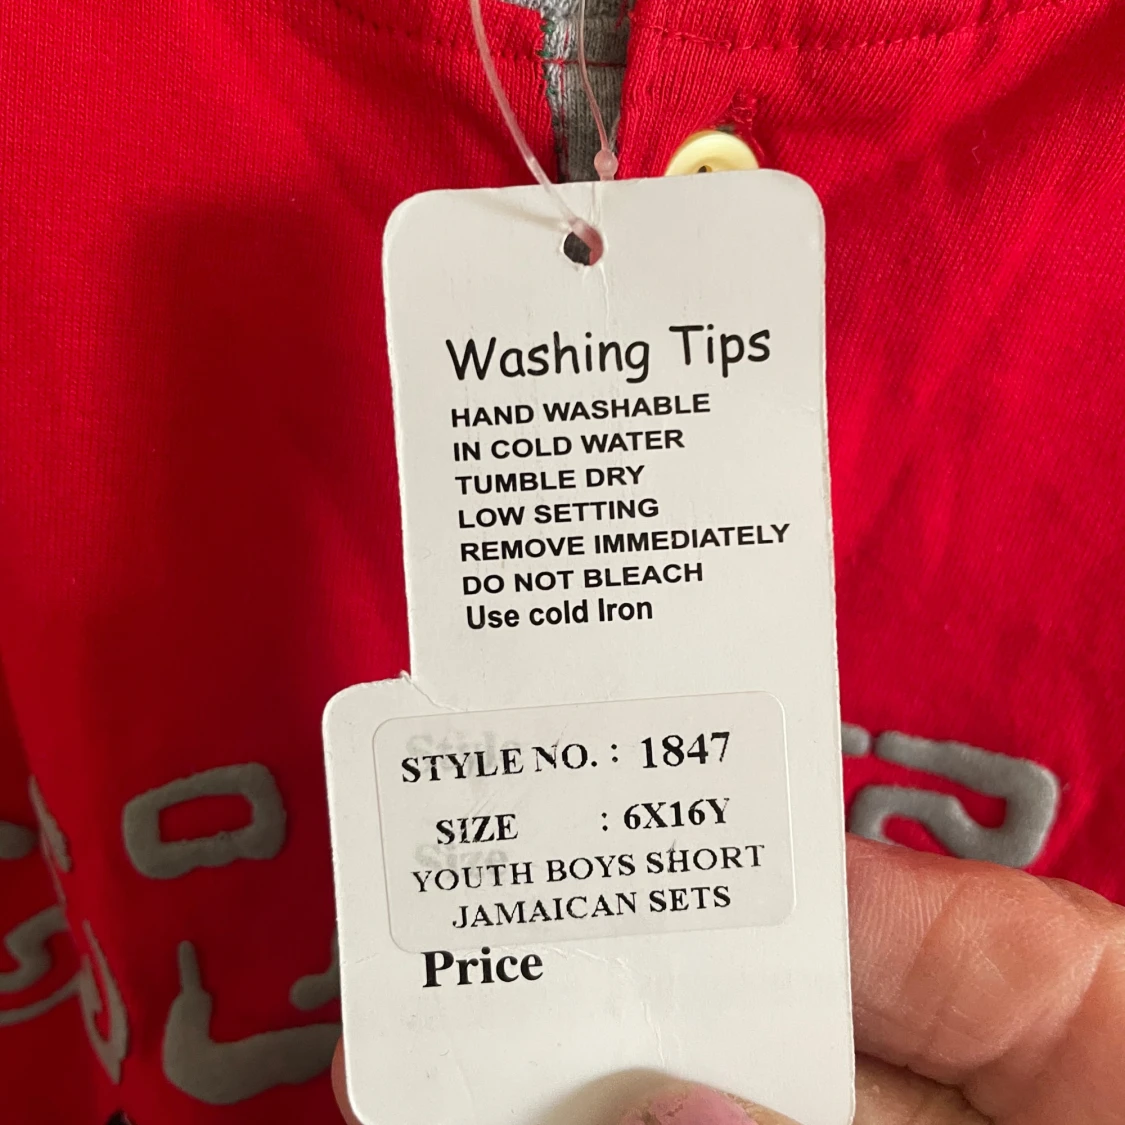 Washing Tips
HAND WASHABLE
IN COLD WATER
TUMBLE DRY
LOW SETTING
REMOVE IMMEDIATELY
DO NOT BLEACH
Use cold Iron
STYLE NO. : 1847
SIZE : 6X16Y
YOUTH BOYS SHORT
JAMAICAN SETS
Price